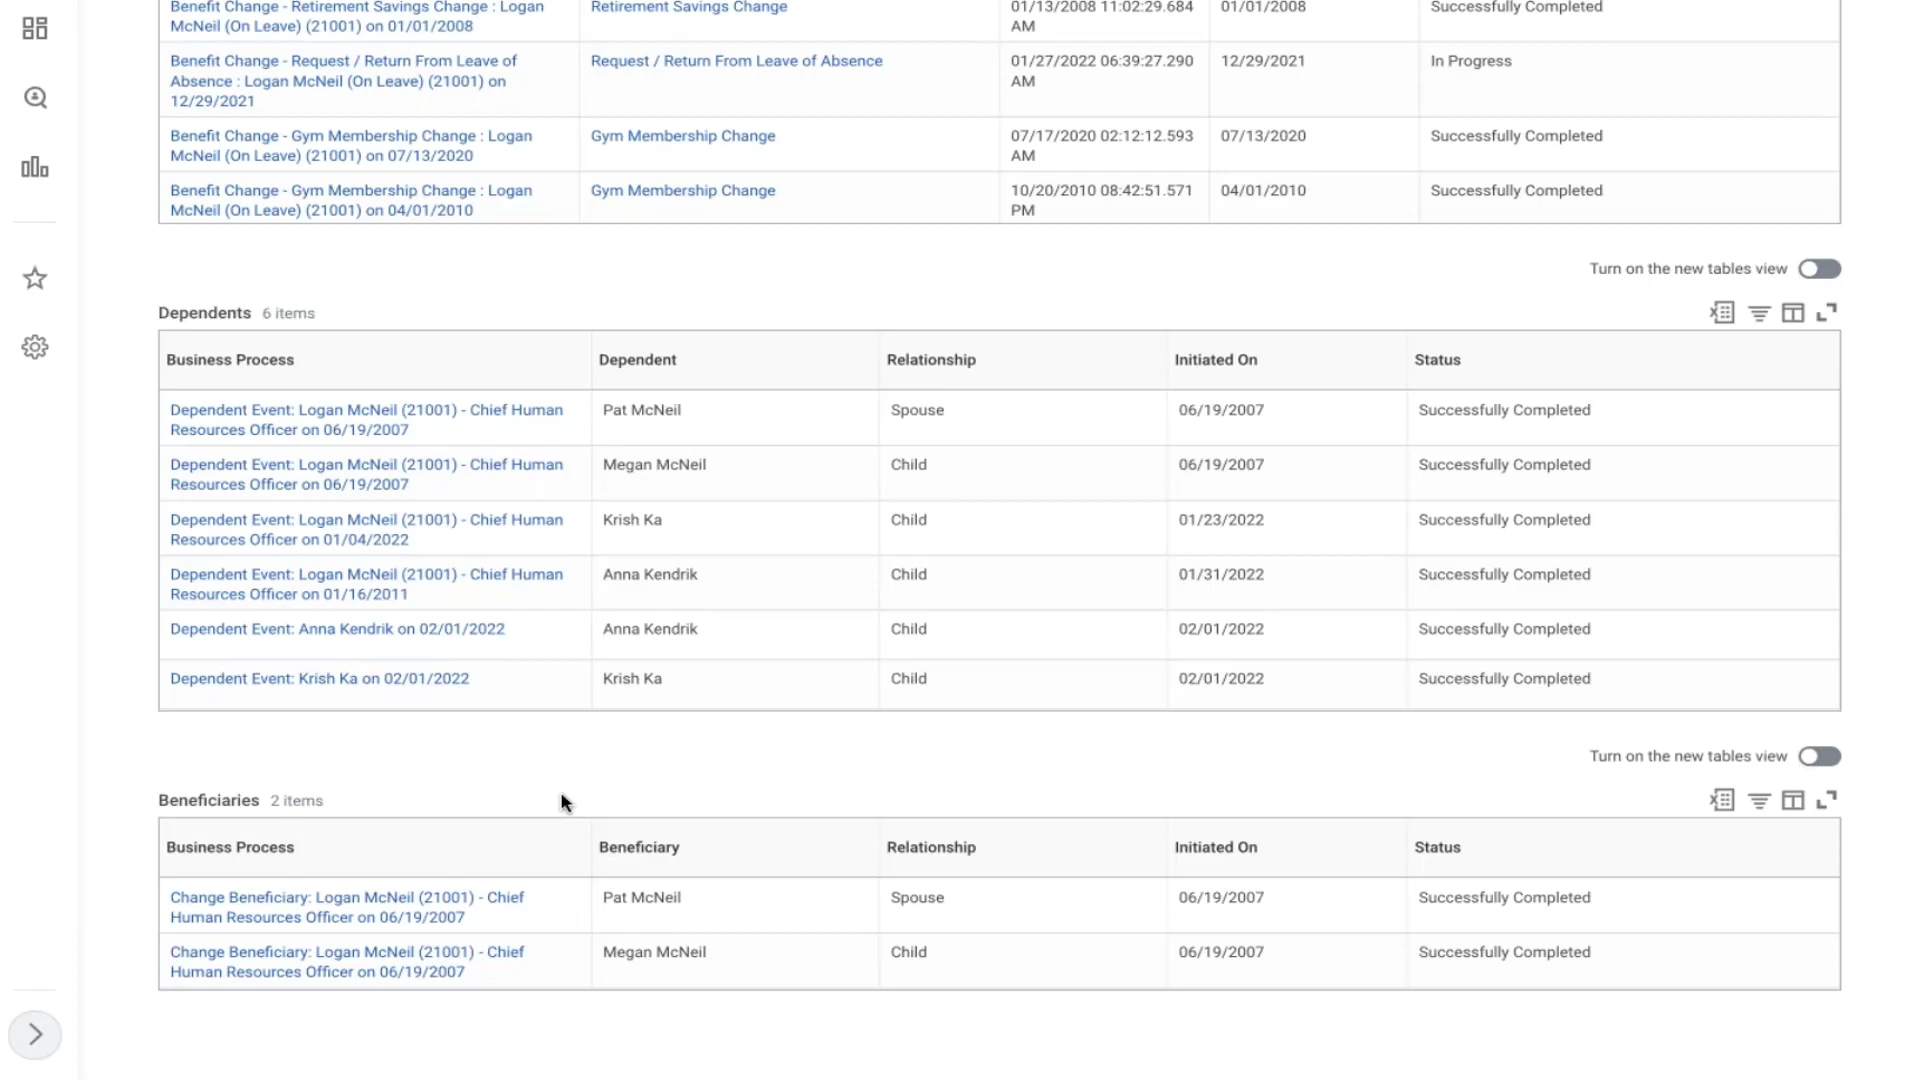 Benefit Change - Retirement Savings Change : Logan McNeil (On Leave) (21001) on 01/01/2008 Retirement Savings Change 01/13/2008 11:02:29.684 AM 01/01/2008 Successfully Completed
Benefit Change - Request / Return From Leave of Absence : Logan McNeil (On Leave) (21001) on 12/29/2021 Request / Return From Leave of Absence 01/27/2022 06:39:27.290 AM 12/29/2021 In Progress
Benefit Change - Gym Membership Change : Logan McNeil (On Leave) (21001) on 07/13/2020 Gym Membership Change 07/17/2020 02:12:12.593 AM 07/13/2020 Successfully Completed
Benefit Change - Gym Membership Change : Logan McNeil (On Leave) (21001) on 04/01/2010 Gym Membership Change 10/20/2010 08:42:51.571 PM 04/01/2010 Successfully Completed
Turn on the new tables view
Dependents 6 items
Business Process Dependent Relationship Initiated On Status
Dependent Event: Logan McNeil (21001) - Chief Human Resources Officer on 06/19/2007 Pat McNeil Spouse 06/19/2007 Successfully Completed
Dependent Event: Logan McNeil (21001) - Chief Human Resources Officer on 06/19/2007 Megan McNeil Child 06/19/2007 Successfully Completed
Dependent Event: Logan McNeil (21001) - Chief Human Resources Officer on 01/04/2022 Krish Ka Child 01/23/2022 Successfully Completed
Dependent Event: Logan McNeil (21001) - Chief Human Resources Officer on 01/16/2011 Anna Kendrik Child 01/31/2022 Successfully Completed
Dependent Event: Anna Kendrik on 02/01/2022 Anna Kendrik Child 02/01/2022 Successfully Completed
Dependent Event: Krish Ka on 02/01/2022 Krish Ka Child 02/01/2022 Successfully Completed
Turn on the new tables view
Beneficiaries 2 items
Business Process Beneficiary Relationship Initiated On Status
Change Beneficiary: Logan McNeil (21001) - Chief Human Resources Officer on 06/19/2007 Pat McNeil Spouse 06/19/2007 Successfully Completed
Change Beneficiary: Logan McNeil (21001) - Chief Human Resources Officer on 06/19/2007 Megan McNeil Child 06/19/2007 Successfully Completed